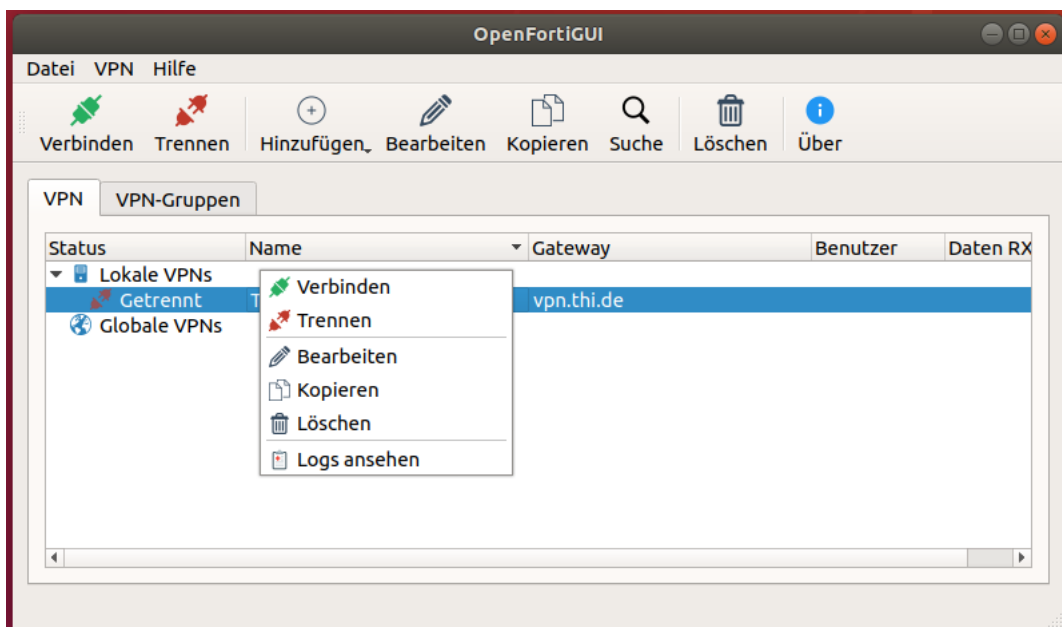 OpenFortiGUI
Datei VPN Hilfe
Verbinden Trennen Hinzufügen Bearbeiten Kopieren Suche Löschen Über
VPN VPN-Gruppen
Status Name Gateway Benutzer Daten RX
Lokale VPNs
Getrennt T vpn.thi.de
Globale VPNs
Verbinden
Trennen
Bearbeiten
Kopieren
Löschen
Logs ansehen